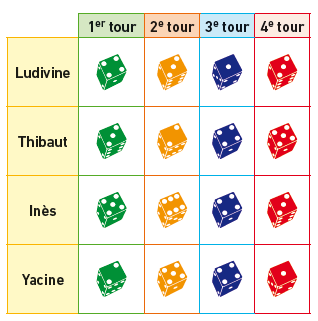 1er tour 2e tour 3e tour 4e tour
Ludivine
Thibaut
Inès
Yacine